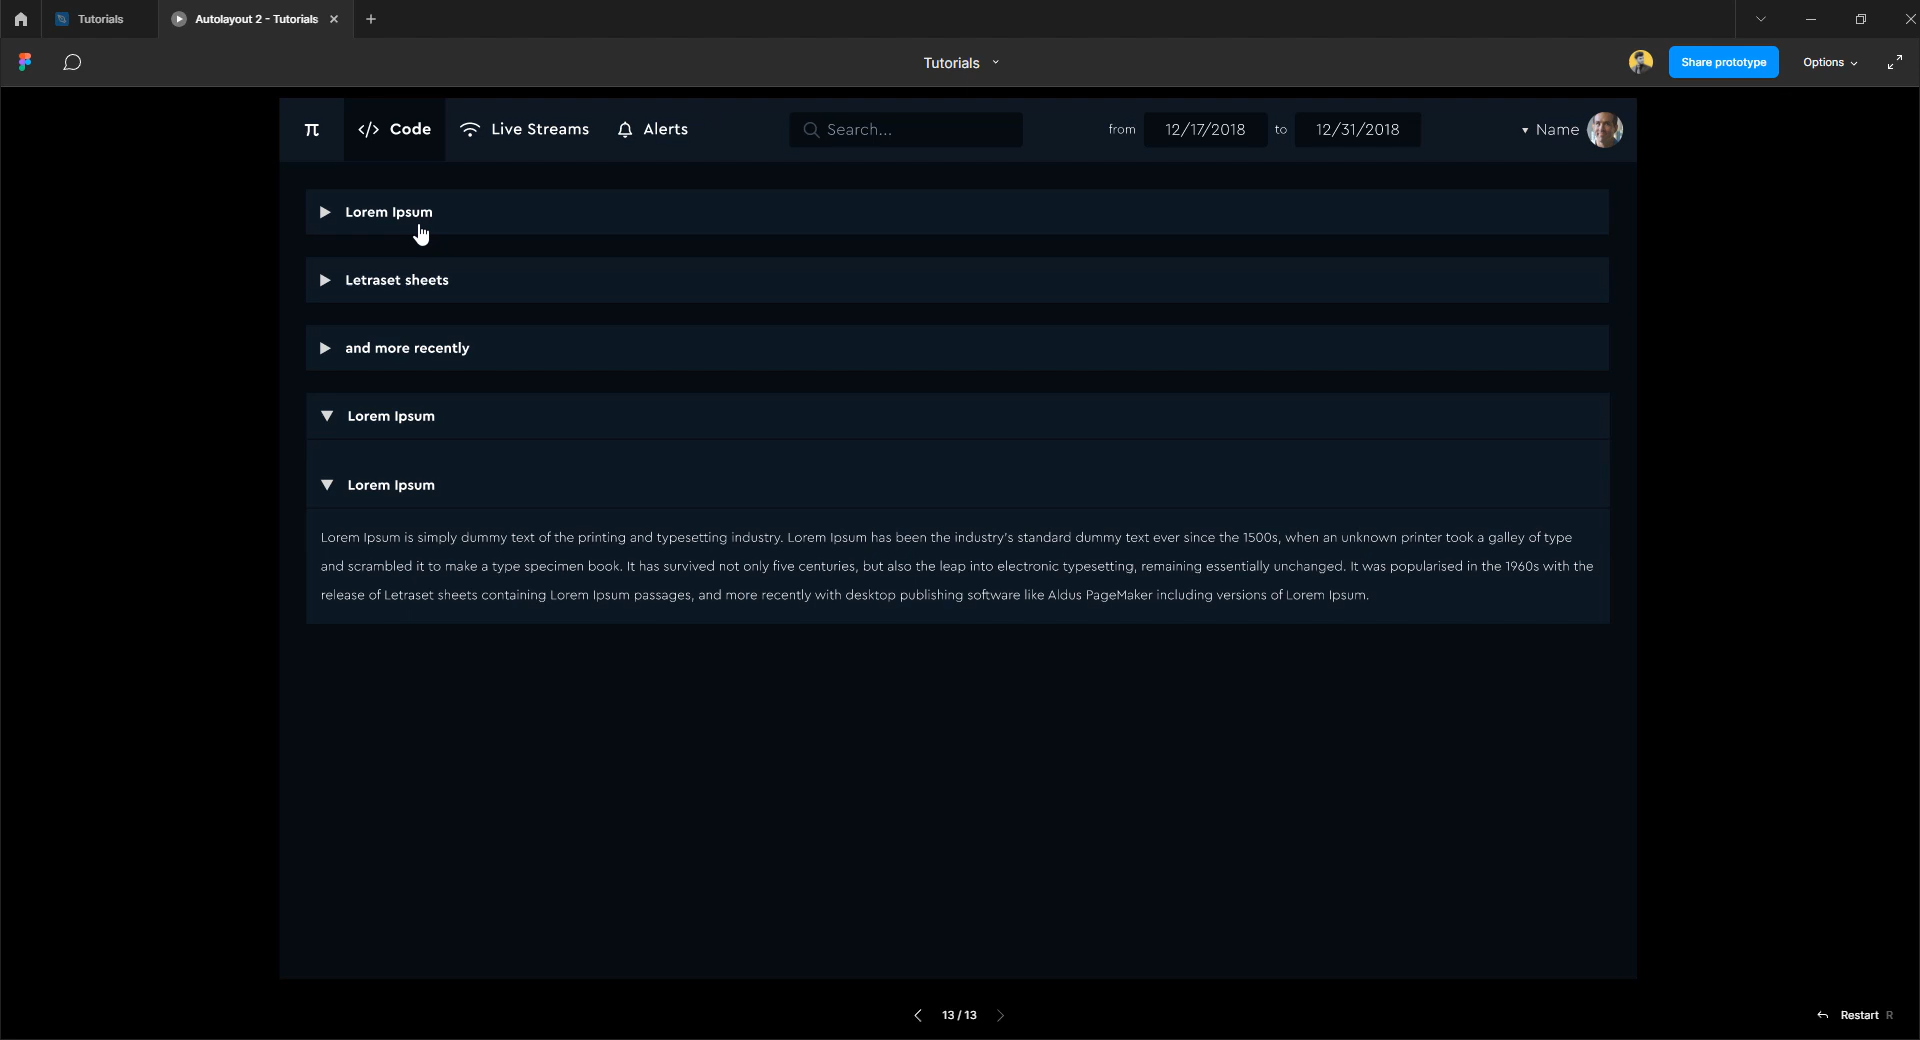 Tutorials
Autolayout 2 - Tutorials
Tutorials
Share prototype
Options
π
</> Code
Live Streams
Alerts
Search...
from 12/17/2018 to 12/31/2018
Name
Lorem Ipsum
Letraset sheets
and more recently
Lorem Ipsum
Lorem Ipsum
Lorem Ipsum is simply dummy text of the printing and typesetting industry. Lorem Ipsum has been the industry's standard dummy text ever since the 1500s, when an unknown printer took a galley of type
and scrambled it to make a type specimen book. It has survived not only five centuries, but also the leap into electronic typesetting, remaining essentially unchanged. It was popularised in the 1960s with the
release of Letraset sheets containing Lorem Ipsum passages, and more recently with desktop publishing software like Aldus PageMaker including versions of Lorem Ipsum.
13 / 13
Restart R